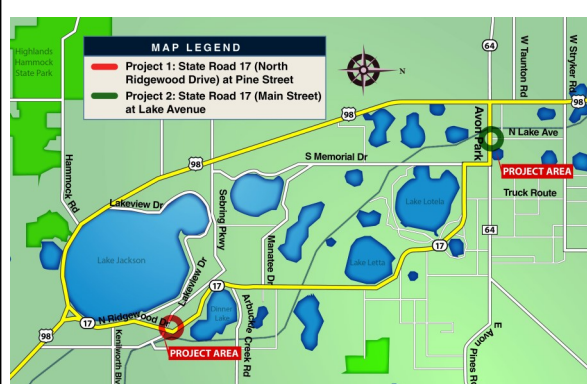 MAP LEGEND
Project 1: State Road 17 (North
Ridgewood Drive) at Pine Street
Project 2: State Road 17 (Main Street)
at Lake Avenue
Highlands
Hammock
State Park
N
64
W Taunton Rd
W Stryker Rd
98
98
Avon Park
N Lake Ave
PROJECT AREA
S Memorial Dr
98
Truck Route
Hammock Rd
Lakeview Dr
Sebring Pkwy
Lake Lotela
64
Manatee Dr
17
Lake Jackson
Lakeview Dr
Lake Letta
17
Dinner
Lake
Arbuckle Creek Rd
N Ridgewood Dr
17
98
Kenilworth Blv
PROJECT AREA
E
Avon
Pines Rd